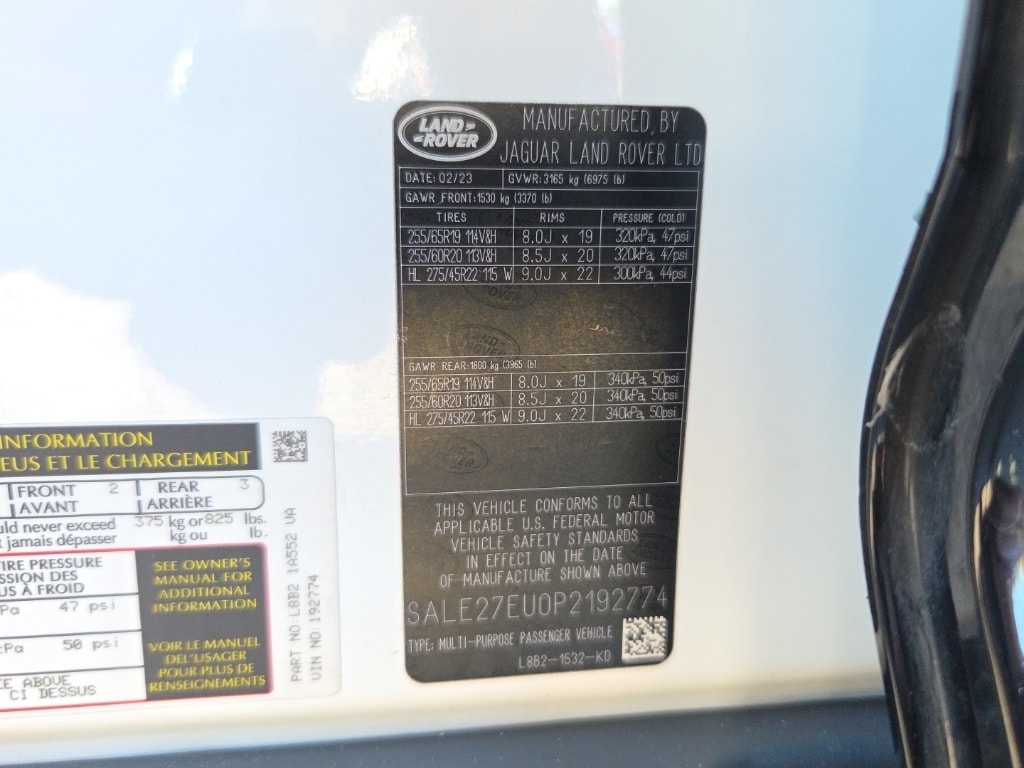 LAND ROVER
MANUFACTURED, BY
JAGUAR LAND ROVER LTD
DATE: 02/23 GVWR: 3165 kg (6975 lb)
GAWR FRONT: 1530 kg (3370 lb)
TIRES RIMS PRESSURE (COLD)
255/65R19 114V&H 8.0J x 19 320kPa, 47psi
255/60R20 113V&H 8.5J x 20 320kPa, 47psi
HL 275/45R22 115 W 9.0J x 22 300kPa, 44psi
GAWR REAR: 1800 kg (3965 lb)
255/65R19 114V&H 8.0J x 19 340kPa, 50psi
255/60R20 113V&H 8.5J x 20 340kPa, 50psi
HL 275/45R22 115 W 9.0J x 22 340kPa, 50psi
THIS VEHICLE CONFORMS TO ALL
APPLICABLE U.S. FEDERAL MOTOR
VEHICLE SAFETY STANDARDS
IN EFFECT ON THE DATE
OF MANUFACTURE SHOWN ABOVE
SALE27EU0P2192774
TYPE: MULTI-PURPOSE PASSENGER VEHICLE
L8B2-1532-KD
INFORMATION
EUS ET LE CHARGEMENT
FRONT 2 REAR 3
AVANT ARRIÈRE
uld never exceed 375 kg or 825 lbs.
jamais dépasser kg ou lb.
IRE PRESSURE
SSION DES
US À FROID
Pa 47 psi
kPa 50 psi
CE ABOVE
CI DESSUS
SEE OWNER'S
MANUAL FOR
ADDITIONAL
INFORMATION
VOIR LE MANUEL
DEL'USAGER
POUR PLUS DE
RENSEIGNEMENTS
PART NO: L8B2 1A552 VA
VIN NO: 192774